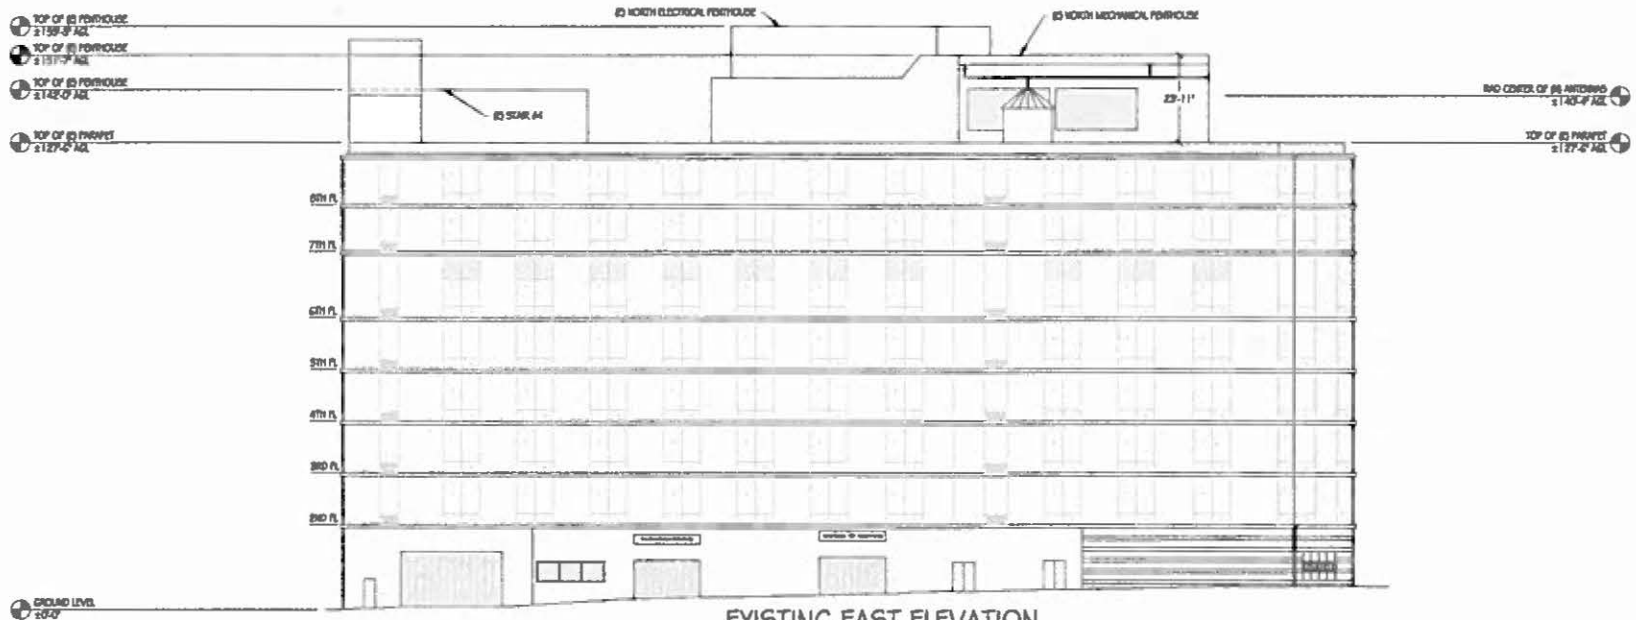 TOP OF (E) PENTHOUSE
±159'-8" AGL
TOP OF (E) PENTHOUSE
±151'-7" AGL
TOP OF (E) PENTHOUSE
±142'-0" AGL
TOP OF (E) PARAPET
±127'-6" AGL
(E) NORTH ELECTRICAL PENTHOUSE
(E) NORTH MECHANICAL PENTHOUSE
(E) STAIR #4
23'-11"
RAD CENTER OF (N) ANTENNAS
±140'-4" AGL
TOP OF (E) PARAPET
±127'-6" AGL
8TH FL
7TH FL
6TH FL
5TH FL
4TH FL
3RD FL
2ND FL
GROUND LEVEL
±0'-0"
EXISTING EAST ELEVATION